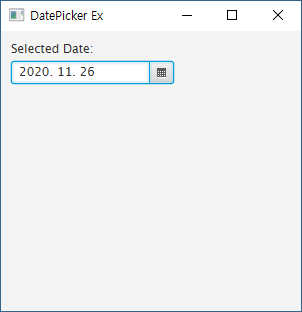 DatePicker Ex
Selected Date:
2020. 11. 26